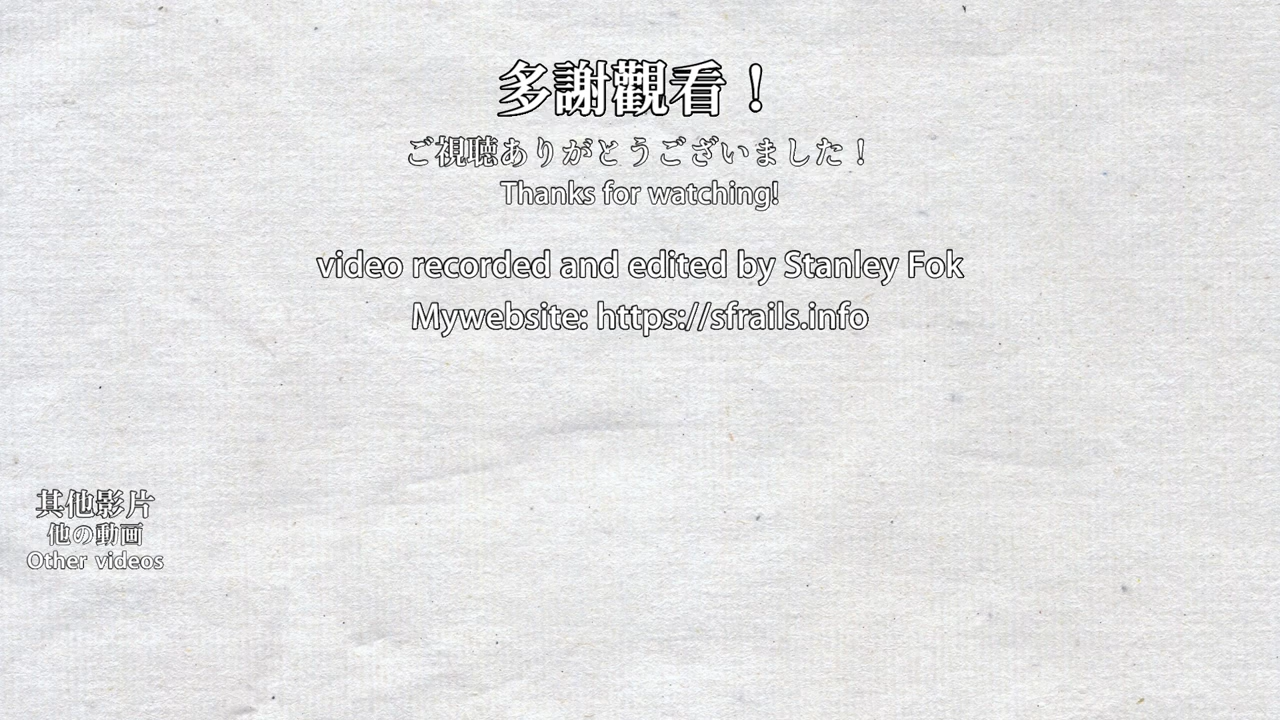 多謝觀看！
ご視聴ありがとうございました！
Thanks for watching!
video recorded and edited by Stanley Fok
Mywebsite: https://sfrails.info
其他影片
他の動画
Other videos